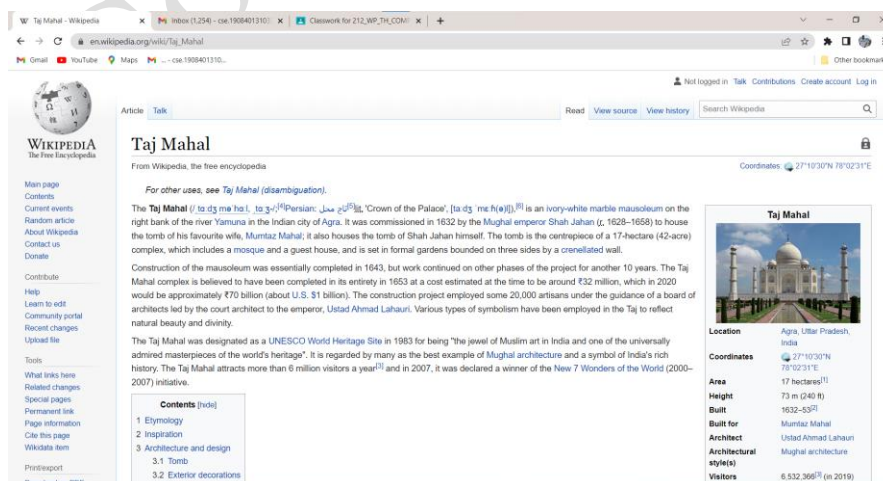 Taj Mahal - Wikipedia
Inbox (1,254) - cse.19084013103
Classwork for 212_WP_TH_COM
en.wikipedia.org/wiki/Taj_Mahal
Gmail YouTube Maps ... - cse.1908401310...
Other bookmark
Not logged in Talk Contributions Create account Log in
Article Talk
Read View source View history Search Wikipedia
WIKIPEDIA
The Free Encyclopedia
Main page
Contents
Current events
Random article
About Wikipedia
Contact us
Donate
Contribute
Help
Learn to edit
Community portal
Recent changes
Upload file
Tools
What links here
Related changes
Special pages
Permanent link
Page information
Cite this page
Wikidata item
Print/export
Taj Mahal
From Wikipedia, the free encyclopedia
Coordinates: 27°10'30"N 78°02'31"E
For other uses, see Taj Mahal (disambiguation).
The Taj Mahal (/ [4]Persian: تاج محل[5] lit. 'Crown of the Palace', [6] is an ivory-white marble mausoleum on the
right bank of the river Yamuna in the Indian city of Agra. It was commissioned in 1632 by the Mughal emperor Shah Jahan (r. 1628–1658) to house
the tomb of his favourite wife, Mumtaz Mahal; it also houses the tomb of Shah Jahan himself. The tomb is the centrepiece of a 17-hectare (42-acre)
complex, which includes a mosque and a guest house, and is set in formal gardens bounded on three sides by a crenellated wall.
Construction of the mausoleum was essentially completed in 1643, but work continued on other phases of the project for another 10 years. The Taj
Mahal complex is believed to have been completed in its entirety in 1653 at a cost estimated at the time to be around ₹32 million, which in 2020
would be approximately ₹70 billion (about U.S. $1 billion). The construction project employed some 20,000 artisans under the guidance of a board of
architects led by the court architect to the emperor, Ustad Ahmad Lahauri. Various types of symbolism have been employed in the Taj to reflect
natural beauty and divinity.
The Taj Mahal was designated as a UNESCO World Heritage Site in 1983 for being "the jewel of Muslim art in India and one of the universally
admired masterpieces of the world's heritage". It is regarded by many as the best example of Mughal architecture and a symbol of India's rich
history. The Taj Mahal attracts more than 6 million visitors a year[3] and in 2007, it was declared a winner of the New 7 Wonders of the World (2000–
2007) initiative.
Contents [hide]
1 Etymology
2 Inspiration
3 Architecture and design
3.1 Tomb
3.2 Exterior decorations
Taj Mahal
Location Agra, Uttar Pradesh,
India
Coordinates 27°10'30"N
78°02'31"E
Area 17 hectares[1]
Height 73 m (240 ft)
Built 1632–53[2]
Built for Mumtaz Mahal
Architect Ustad Ahmad Lahauri
Architectural Mughal architecture
style(s)
Visitors 6,532,366[3] (in 2019)